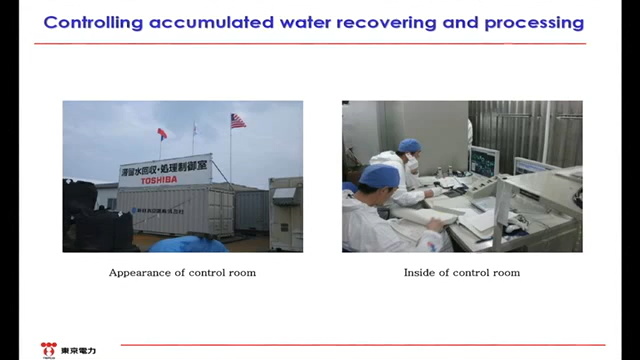 Controlling accumulated water recovering and processing
滞留水回収・処理制御室
TOSHIBA
Appearance of control room
Inside of control room
東京電力